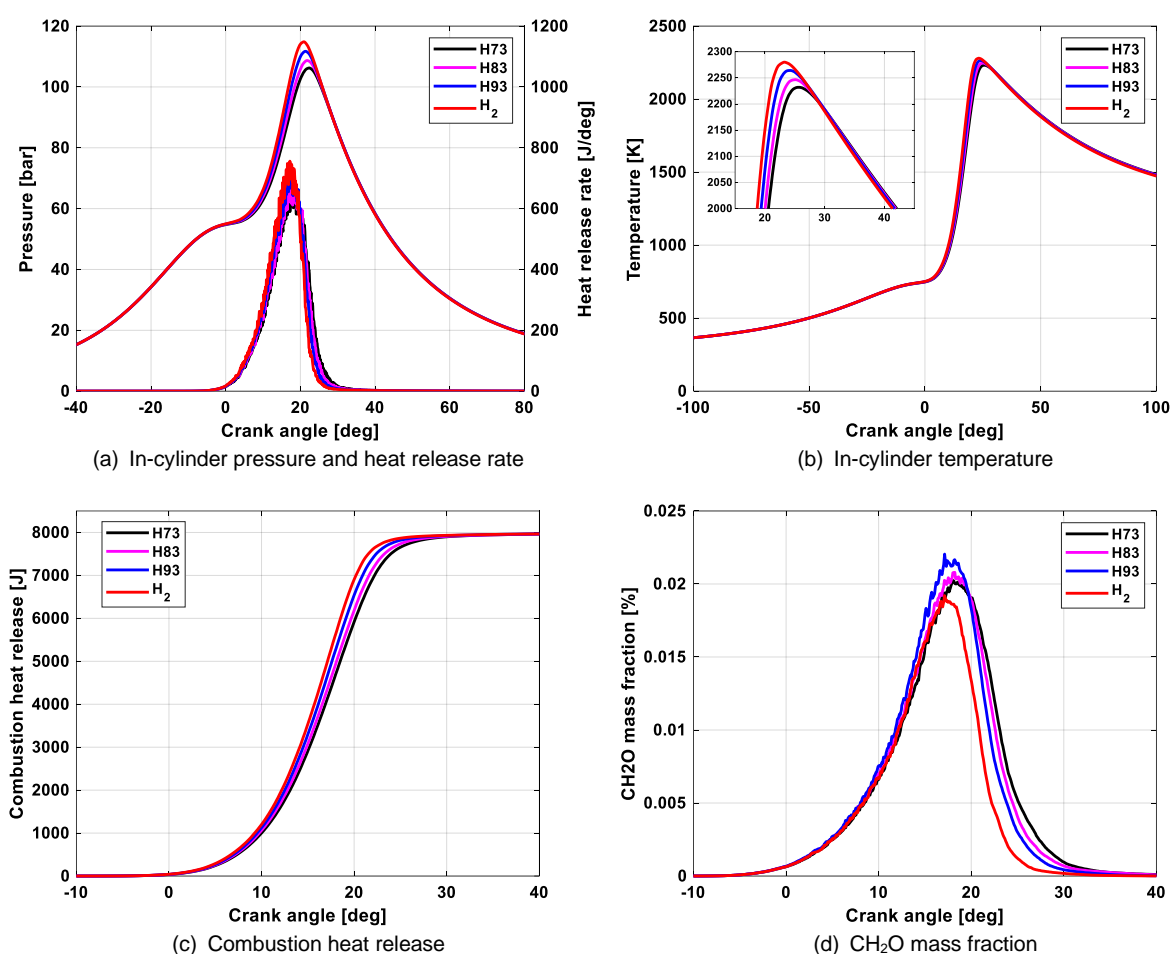 120
100
80
60
40
20
0
1200
1000
800
600
400
200
0
Pressure [bar]
Heat release rate [J/deg]
H73
H83
H93
H2
-40
-20
0
20
40
60
80
Crank angle [deg]
(a) In-cylinder pressure and heat release rate
2500
2000
1500
1000
500
0
Temperature [K]
2300
2250
2200
2150
2100
2050
2000
20
30
40
H73
H83
H93
H2
-100
-50
0
50
100
Crank angle [deg]
(b) In-cylinder temperature
8000
7000
6000
5000
4000
3000
2000
1000
0
Combustion heat release [J]
H73
H83
H93
H2
-10
0
10
20
30
40
Crank angle [deg]
(c) Combustion heat release
0.025
0.02
0.015
0.01
0.005
0
CH2O mass fraction [%]
H73
H83
H93
H2
-10
0
10
20
30
40
Crank angle [deg]
(d) CH₂O mass fraction